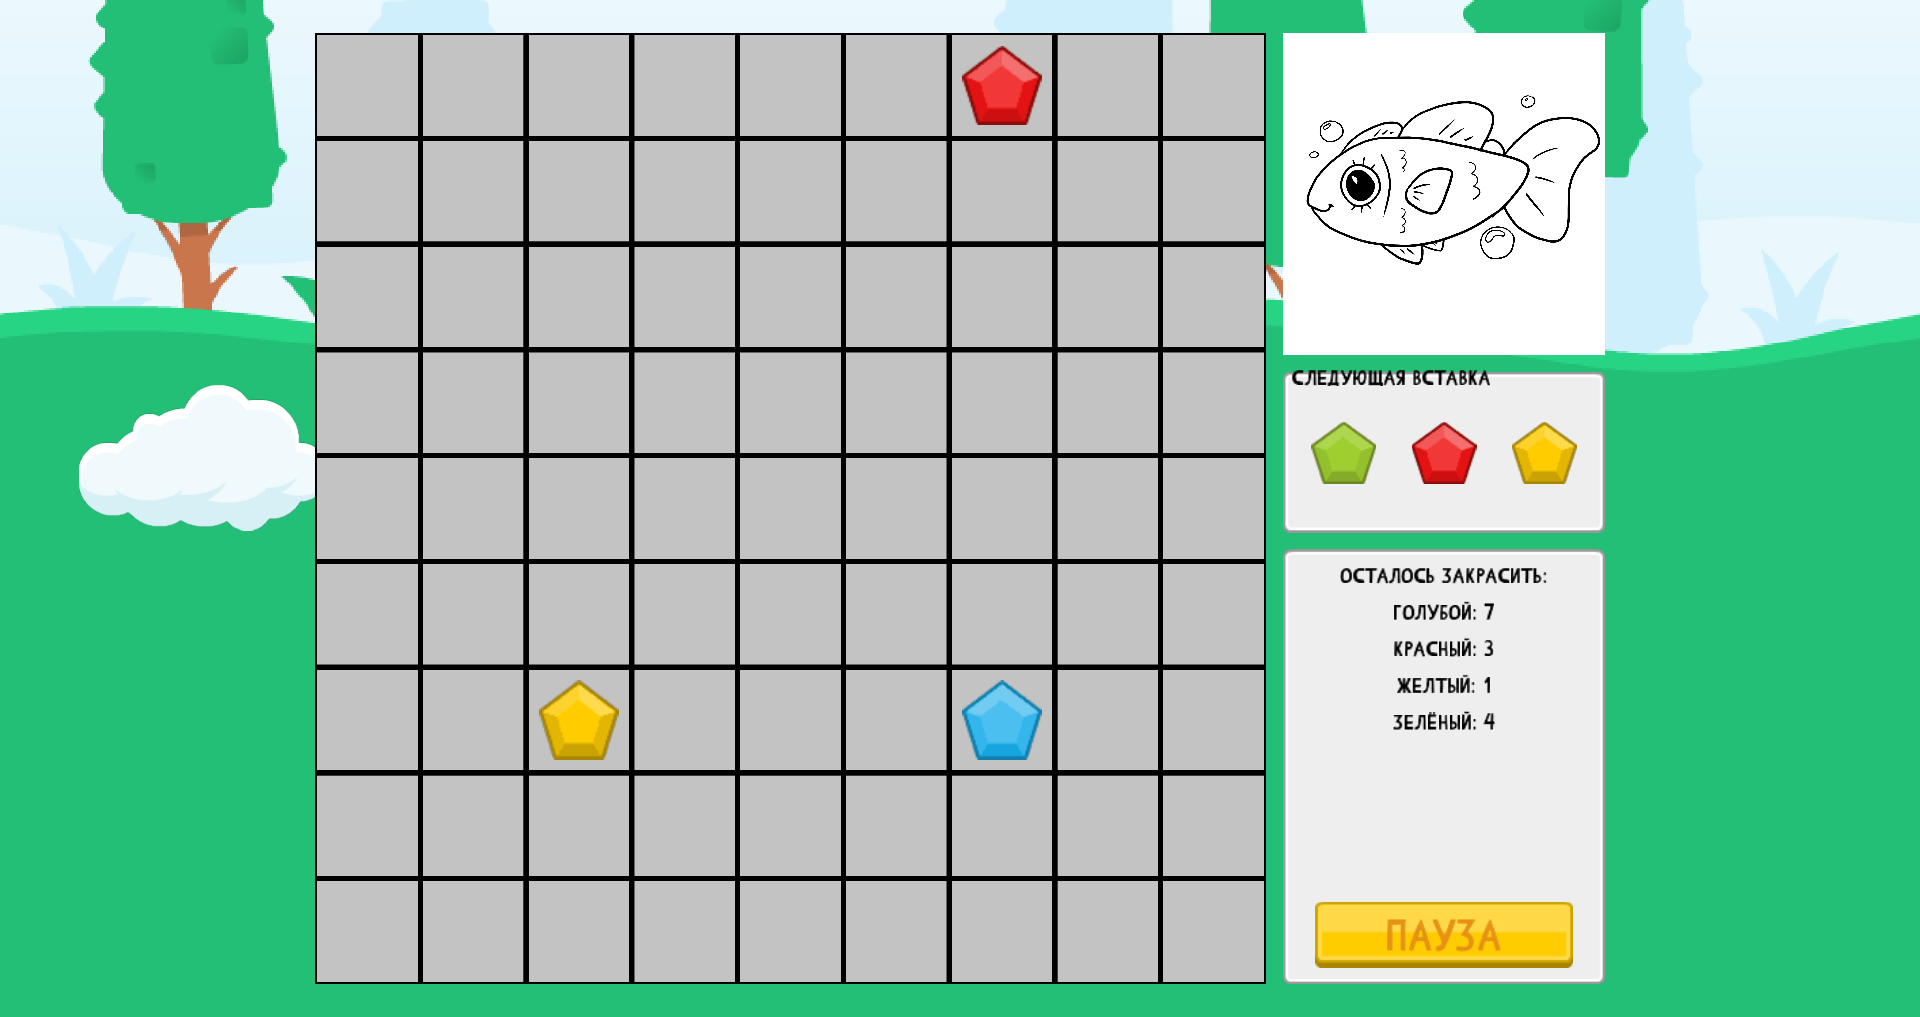 СЛЕДУЮЩАЯ ВСТАВКА
ОСТАЛОСЬ ЗАКРАСИТЬ:
ГОЛУБОЙ: 7
КРАСНЫЙ: 3
ЖЕЛТЫЙ: 1
ЗЕЛЁНЫЙ: 4
ПАУЗА